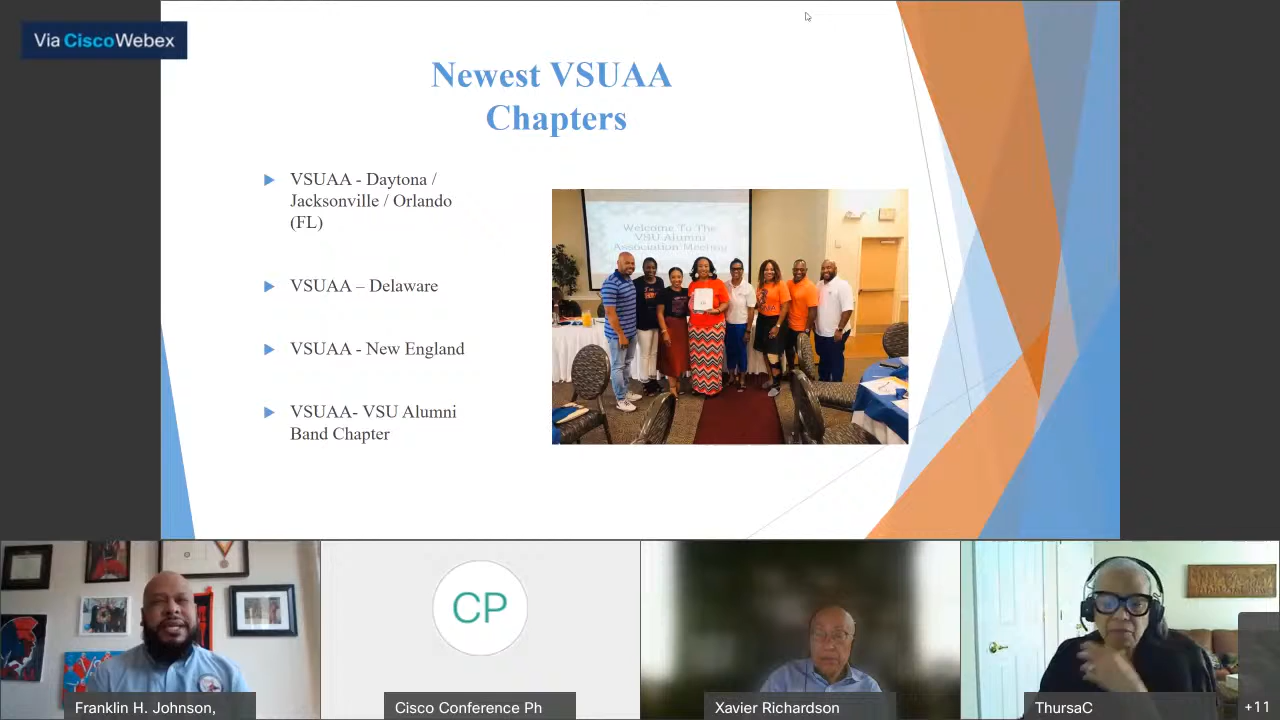 Via CiscoWebex
Newest VSUAA
Chapters
VSUAA - Daytona /
Jacksonville / Orlando
(FL)
VSUAA – Delaware
VSUAA - New England
VSUAA- VSU Alumni
Band Chapter
Welcome To The
VSU Alumni
Association Meeting
CP
Franklin H. Johnson,
Cisco Conference Ph
Xavier Richardson
ThursaC
+11